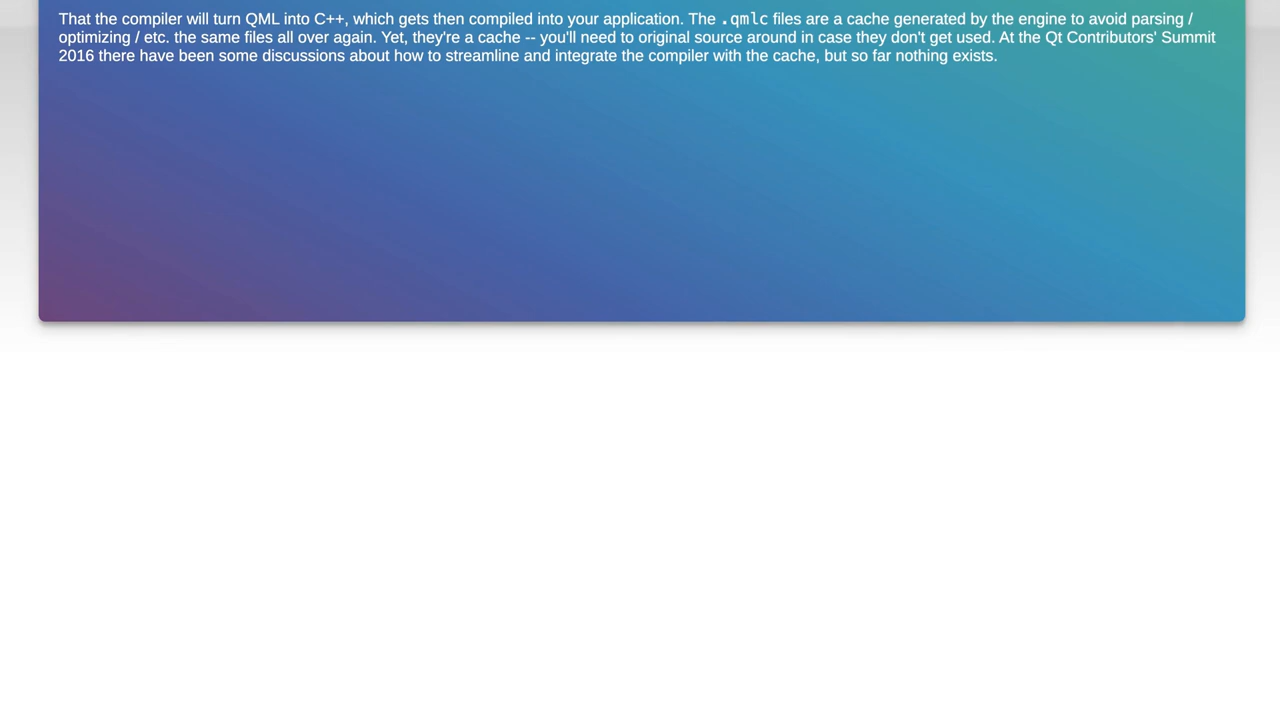 That the compiler will turn QML into C++, which gets then compiled into your application. The .qmlc files are a cache generated by the engine to avoid parsing /
optimizing / etc. the same files all over again. Yet, they're a cache -- you'll need to original source around in case they don't get used. At the Qt Contributors' Summit
2016 there have been some discussions about how to streamline and integrate the compiler with the cache, but so far nothing exists.